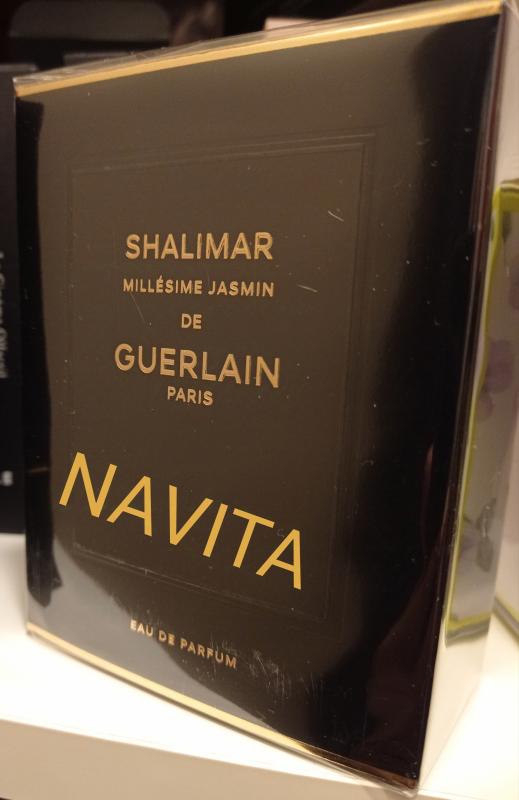 SHALIMAR
MILLÉSIME JASMIN
DE
GUERLAIN
PARIS
NAVITA
EAU DE PARFUM